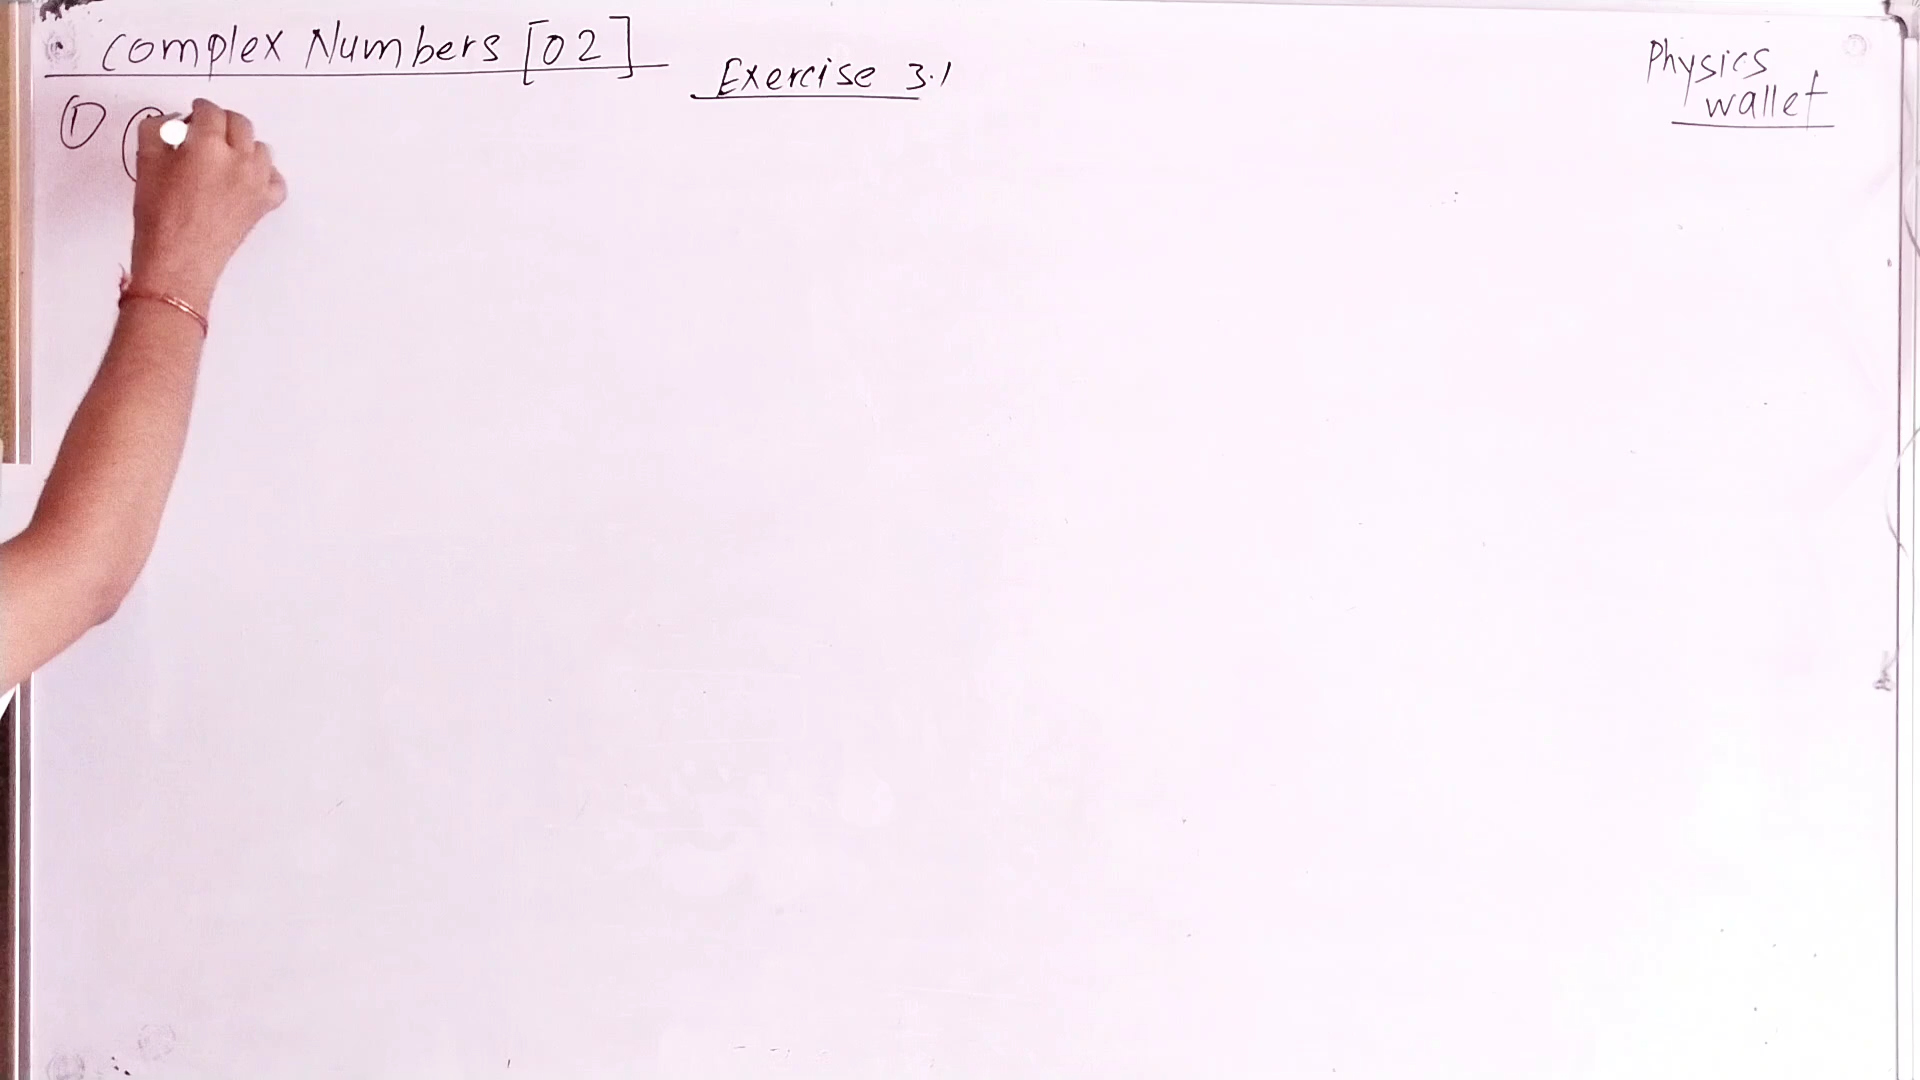 Complex Numbers [02]
Exercise 3.1
Physics
wallet
①